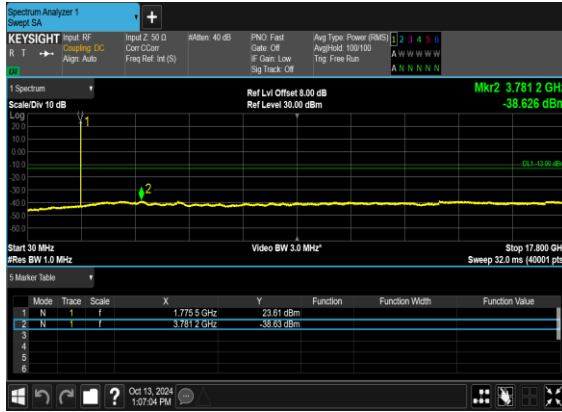 Spectrum Analyzer 1
Swept SA
+
KEYSIGHT Input: RF Input Z: 50 Ω #Atten: 40 dB PNO: Fast Avg Type: Power (RMS) 1 2 3 4 5 6
R T Coupling: DC Corr CCorr Gate: Off Avg|Hold: 100/100 A W W W W W
Align: Auto Freq Ref: Int (S) IF Gain: Low Trig: Free Run
LU Sig Track: Off A N N N N N
1 Spectrum Ref Lvl Offset 8.00 dB Mkr2 3.781 2 GHz
Scale/Div 10 dB Ref Level 30.00 dBm -38.626 dBm
Log
20.0
10.0
0.00
-10.0
-20.0
-30.0
-40.0
-50.0
-60.0
1
2
DL1 -13.00 dBm
Start 30 MHz Video BW 3.0 MHz* Stop 17.800 GHz
#Res BW 1.0 MHz Sweep 32.0 ms (40001 pts)
5 Marker Table
Mode Trace Scale X Y Function Function Width Function Value
1 N 1 f 1.775 5 GHz 23.61 dBm
2 N 1 f 3.781 2 GHz -38.63 dBm
3
4
5
6
? Oct 13, 2024
1:07:04 PM